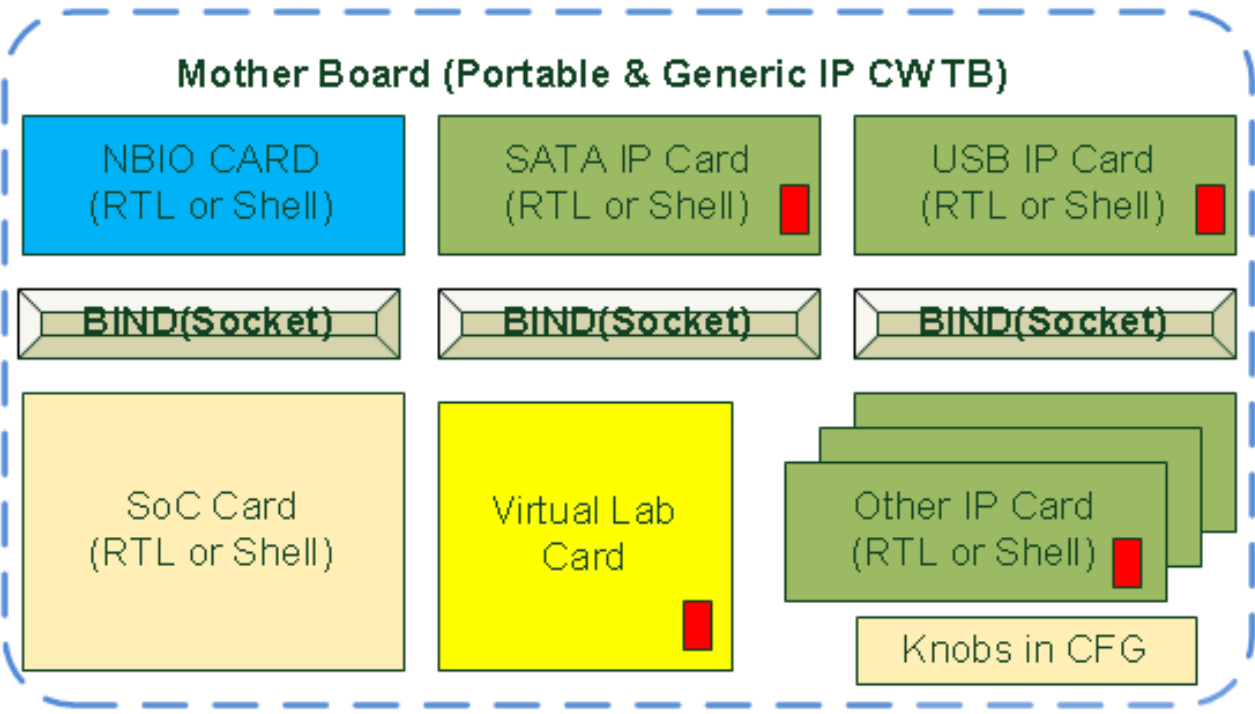 Mother Board (Portable & Generic IP CWTB)
NBIO CARD
(RTL or Shell)
SATA IP Card
(RTL or Shell)
USB IP Card
(RTL or Shell)
BIND(Socket)
BIND(Socket)
BIND(Socket)
SoC Card
(RTL or Shell)
Virtual Lab
Card
Other IP Card
(RTL or Shell)
Knobs in CFG